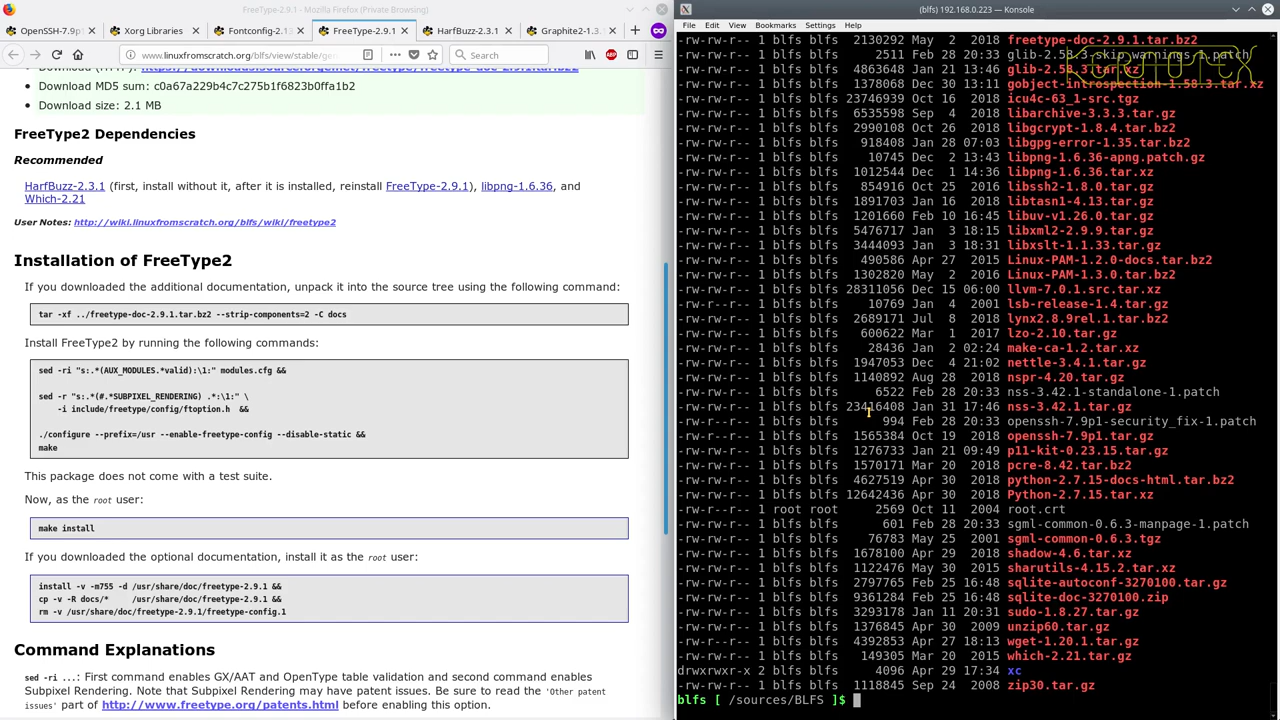 FreeType-2.9.1 - Mozilla Firefox (Private Browsing)
OpenSSH-7.9p
Xorg Libraries
Fontconfig-2.13
FreeType-2.9.1
HarfBuzz-2.3.1
Graphite2-1.3.
www.linuxfromscratch.org/blfs/view/stable/ge
Search
Download MD5 sum: c0a67a229b4c7c275b1f6823b0ffa1b2
Download size: 2.1 MB
FreeType2 Dependencies
Recommended
HarfBuzz-2.3.1 (first, install without it, after it is installed, reinstall FreeType-2.9.1), libpng-1.6.36, and
Which-2.21
User Notes: http://wiki.linuxfromscratch.org/blfs/wiki/freetype2
Installation of FreeType2
If you downloaded the additional documentation, unpack it into the source tree using the following command:
tar -xf ../freetype-doc-2.9.1.tar.bz2 --strip-components=2 -C docs
Install FreeType2 by running the following commands:
sed -ri "s:.*(AUX_MODULES.*valid):\1:" modules.cfg &&
sed -r "s:.*(#.*SUBPIXEL_RENDERING) .*:\1:" \
-i include/freetype/config/ftoption.h &&
./configure --prefix=/usr --enable-freetype-config --disable-static &&
make
This package does not come with a test suite.
Now, as the root user:
make install
If you downloaded the optional documentation, install it as the root user:
install -v -m755 -d /usr/share/doc/freetype-2.9.1 &&
cp -v -R docs/* /usr/share/doc/freetype-2.9.1 &&
rm -v /usr/share/doc/freetype-2.9.1/freetype-config.1
Command Explanations
sed -ri ...: First command enables GX/AAT and OpenType table validation and second command enables
Subpixel Rendering. Note that Subpixel Rendering may have patent issues. Be sure to read the 'Other patent
issues' part of http://www.freetype.org/patents.html before enabling this option.
(blfs) 192.168.0.223 — Konsole
File Edit View Bookmarks Settings Help
-rw-rw-r-- 1 blfs blfs 2130292 May 2 2018 freetype-doc-2.9.1.tar.bz2
-rw-rw-r-- 1 blfs blfs 2511 Feb 28 20:33 glib-2.58.3-skip_warnings-1.patch
-rw-rw-r-- 1 blfs blfs 4863648 Jan 21 13:46 glib-2.58.3.tar.xz
-rw-rw-r-- 1 blfs blfs 1378068 Dec 30 13:11 gobject-introspection-1.58.3.tar.xz
-rw-rw-r-- 1 blfs blfs 23746939 Oct 16 2018 icu4c-63_1-src.tgz
-rw-rw-r-- 1 blfs blfs 6535598 Sep 4 2018 libarchive-3.3.3.tar.gz
-rw-rw-r-- 1 blfs blfs 2990108 Oct 26 2018 libgcrypt-1.8.4.tar.bz2
-rw-rw-r-- 1 blfs blfs 918408 Jan 28 07:03 libgpg-error-1.35.tar.bz2
-rw-rw-r-- 1 blfs blfs 10745 Dec 2 13:43 libpng-1.6.36-apng.patch.gz
-rw-rw-r-- 1 blfs blfs 1012544 Dec 1 14:36 libpng-1.6.36.tar.xz
-rw-rw-r-- 1 blfs blfs 854916 Oct 25 2016 libssh2-1.8.0.tar.gz
-rw-rw-r-- 1 blfs blfs 1891703 Jan 16 2018 libtasn1-4.13.tar.gz
-rw-rw-r-- 1 blfs blfs 1201660 Feb 10 16:45 libuv-v1.26.0.tar.gz
-rw-rw-r-- 1 blfs blfs 5476717 Jan 3 18:15 libxml2-2.9.9.tar.gz
-rw-rw-r-- 1 blfs blfs 3444093 Jan 3 18:31 libxslt-1.1.33.tar.gz
-rw-rw-r-- 1 blfs blfs 490586 Apr 27 2015 Linux-PAM-1.2.0-docs.tar.bz2
-rw-rw-r-- 1 blfs blfs 1302820 May 2 2016 Linux-PAM-1.3.0.tar.bz2
-rw-rw-r-- 1 blfs blfs 28311056 Dec 15 06:00 llvm-7.0.1.src.tar.xz
-rw-r--r-- 1 blfs blfs 10769 Jan 4 2001 lsb-release-1.4.tar.gz
-rw-rw-r-- 1 blfs blfs 2689171 Jul 8 2018 lynx2.8.9rel.1.tar.bz2
-rw-rw-r-- 1 blfs blfs 600622 Mar 1 2017 lzo-2.10.tar.gz
-rw-rw-r-- 1 blfs blfs 28436 Jan 2 02:24 make-ca-1.2.tar.xz
-rw-rw-r-- 1 blfs blfs 1947053 Dec 4 21:02 nettle-3.4.1.tar.gz
-rw-rw-r-- 1 blfs blfs 1140892 Aug 28 2018 nspr-4.20.tar.gz
-rw-rw-r-- 1 blfs blfs 6522 Feb 28 20:33 nss-3.42.1-standalone-1.patch
-rw-rw-r-- 1 blfs blfs 23416408 Jan 31 17:46 nss-3.42.1.tar.gz
-rw-rw-r-- 1 blfs blfs 994 Feb 28 20:33 openssh-7.9p1-security_fix-1.patch
-rw-rw-r-- 1 blfs blfs 1565384 Oct 19 2018 openssh-7.9p1.tar.gz
-rw-rw-r-- 1 blfs blfs 1276733 Jan 21 09:49 p11-kit-0.23.15.tar.gz
-rw-rw-r-- 1 blfs blfs 1570171 Mar 20 2018 pcre-8.42.tar.bz2
-rw-rw-r-- 1 blfs blfs 4627519 Apr 30 2018 python-2.7.15-docs-html.tar.bz2
-rw-rw-r-- 1 blfs blfs 12642436 Apr 30 2018 Python-2.7.15.tar.xz
-rw-r--r-- 1 root root 2569 Oct 11 2004 root.crt
-rw-rw-r-- 1 blfs blfs 601 Feb 28 20:33 sgml-common-0.6.3-manpage-1.patch
-rw-rw-r-- 1 blfs blfs 76783 May 25 2001 sgml-common-0.6.3.tgz
-rw-rw-r-- 1 blfs blfs 1678100 Apr 29 2018 shadow-4.6.tar.xz
-rw-rw-r-- 1 blfs blfs 1122476 May 30 2015 sharutils-4.15.2.tar.xz
-rw-rw-r-- 1 blfs blfs 2797765 Feb 25 16:48 sqlite-autoconf-3270100.tar.gz
-rw-rw-r-- 1 blfs blfs 9361284 Feb 25 16:48 sqlite-doc-3270100.zip
-rw-rw-r-- 1 blfs blfs 3293178 Jan 11 20:31 sudo-1.8.27.tar.gz
-rw-rw-r-- 1 blfs blfs 1376845 Apr 30 2009 unzip60.tar.gz
-rw-r--r-- 1 blfs blfs 4392853 Apr 27 18:13 wget-1.20.1.tar.gz
-rw-rw-r-- 1 blfs blfs 149305 Mar 20 2015 which-2.21.tar.gz
drwxrwxr-x 2 blfs blfs 4096 Apr 29 17:34 xc
-rw-rw-r-- 1 blfs blfs 1118845 Sep 24 2008 zip30.tar.gz
blfs [ /sources/BLFS ]$